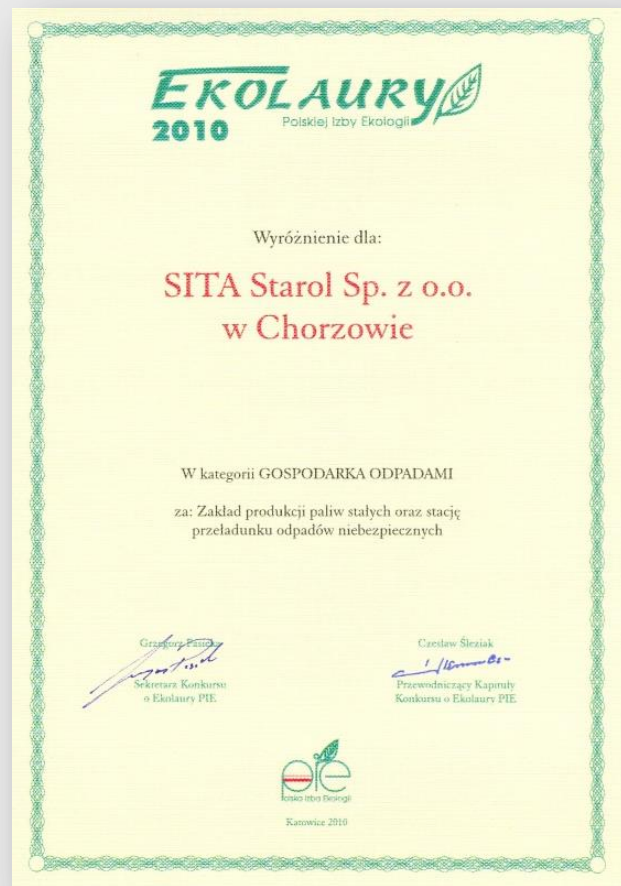 EKOLAURY
2010
Polskiej Izby Ekologii
Wyróżnienie dla:
SITA Starol Sp. z o.o.
w Chorzowie
W kategorii GOSPODARKA ODPADAMI
za: Zakład produkcji paliw stałych oraz stację
przeładunku odpadów niebezpiecznych
Grzegorz Pasieka
Sekretarz Konkursu
o Ekolaury PIE
Czesław Śleziak
Przewodniczący Kapituły
Konkursu o Ekolaury PIE
pie
Polska Izba Ekologii
Katowice 2010